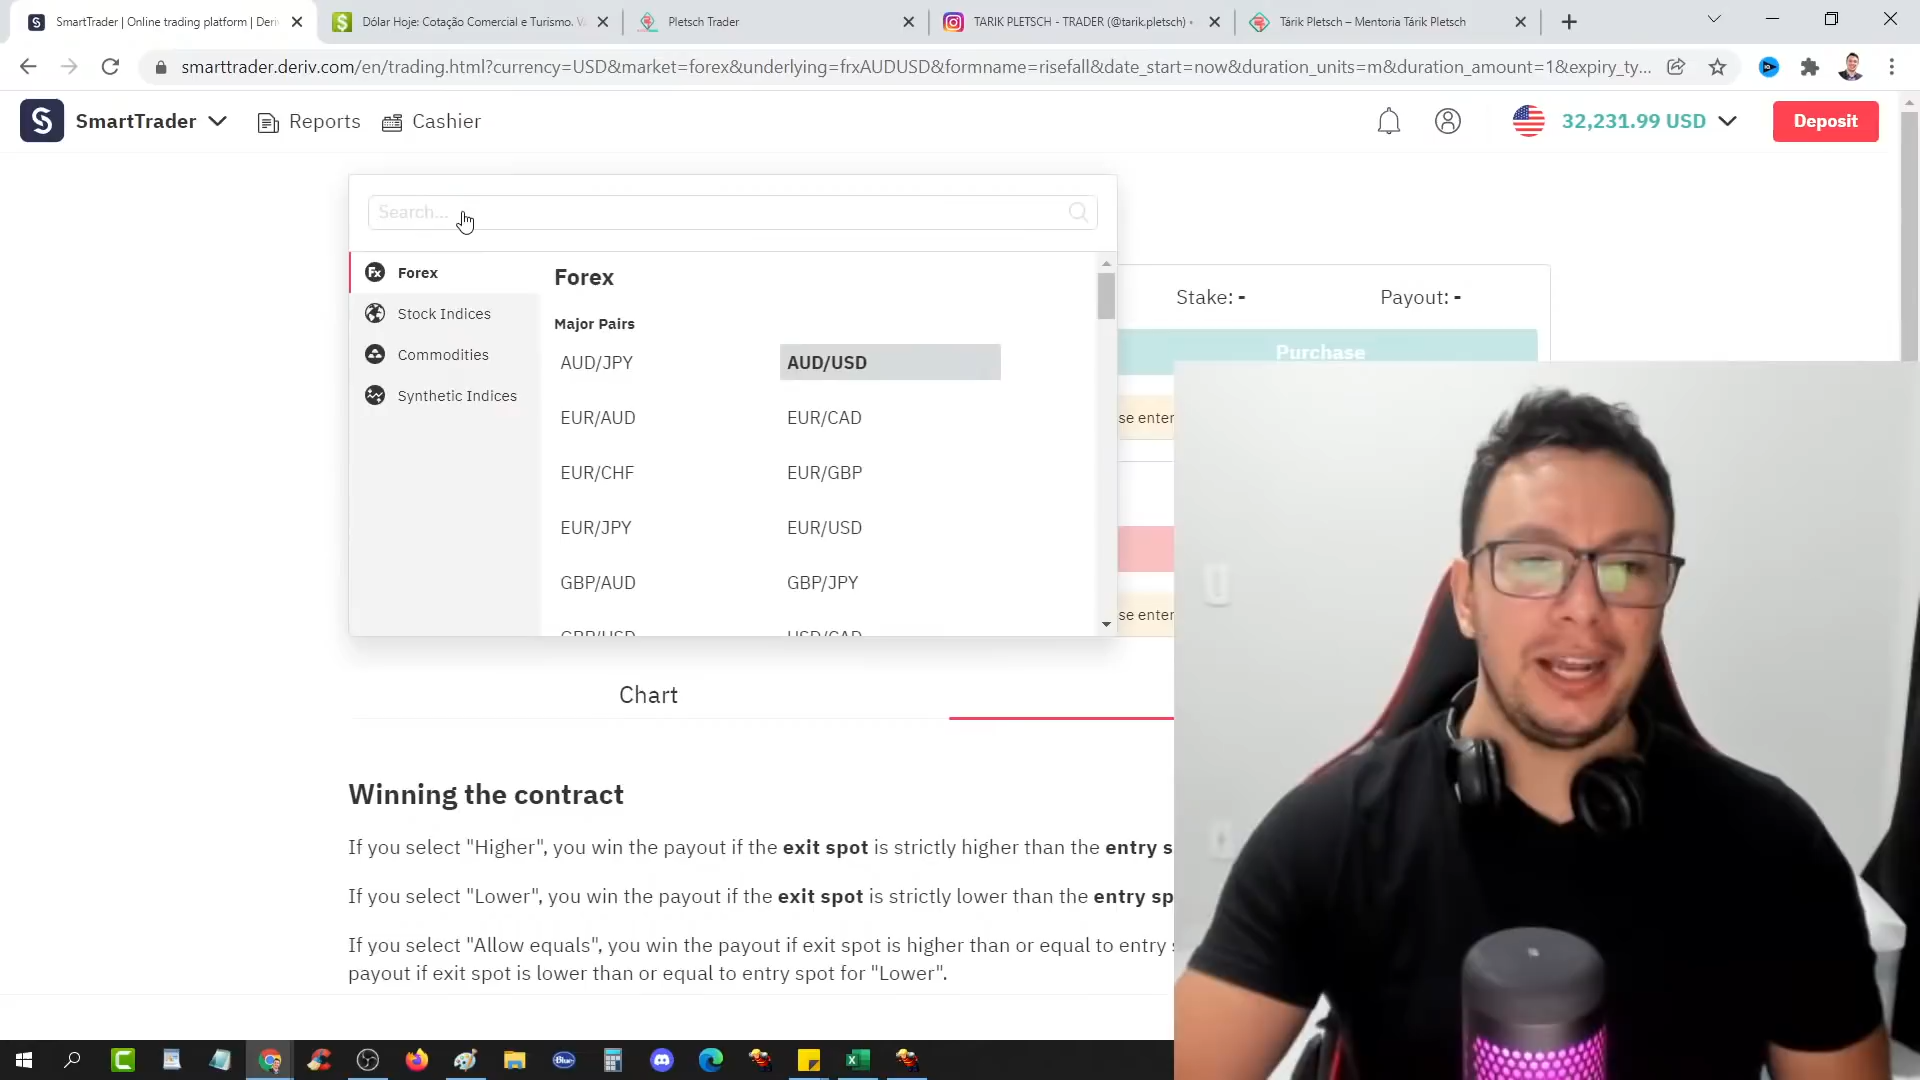 SmartTrader | Online trading platform | Deri
Dólar Hoje: Cotação Comercial e Turismo. V
Pletsch Trader
TARIK PLETSCH - TRADER (@tarik.pletsch) •
Tárik Pletsch – Mentoria Tárik Pletsch
smarttrader.deriv.com/en/trading.html?currency=USD&market=forex&underlying=frxAUDUSD&formname=risefall&date_start=now&duration_units=m&duration_amount=1&expiry_ty...
SmartTrader
Reports
Cashier
32,231.99 USD
Deposit
Search...
Forex
Stock Indices
Commodities
Synthetic Indices
Forex
Major Pairs
AUD/JPY AUD/USD
EUR/AUD EUR/CAD
EUR/CHF EUR/GBP
EUR/JPY EUR/USD
GBP/AUD GBP/JPY
GBP/USD USD/CAD
Stake: - Payout: -
Purchase
se enter
se enter
Chart
Winning the contract
If you select "Higher", you win the payout if the exit spot is strictly higher than the entry s
If you select "Lower", you win the payout if the exit spot is strictly lower than the entry sp
If you select "Allow equals", you win the payout if exit spot is higher than or equal to entry s
payout if exit spot is lower than or equal to entry spot for "Lower".